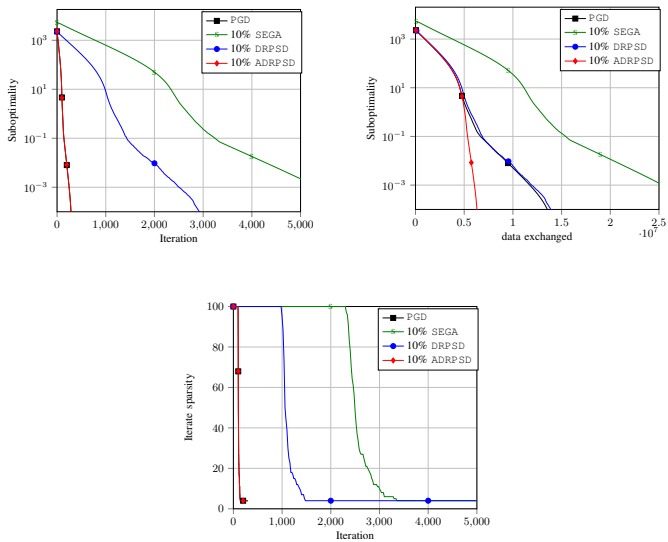 PGD
10% SEGA
10% DRPSD
10% ADRPSD
Suboptimality
10^3
10^1
10^−1
10^−3
0 1,000 2,000 3,000 4,000 5,000
Iteration
PGD
10% SEGA
10% DRPSD
10% ADRPSD
Suboptimality
10^3
10^1
10^−1
10^−3
0 0.5 1 1.5 2 2.5
·10^7
data exchanged
PGD
10% SEGA
10% DRPSD
10% ADRPSD
Iterate sparsity
100
80
60
40
20
0
0 1,000 2,000 3,000 4,000 5,000
Iteration